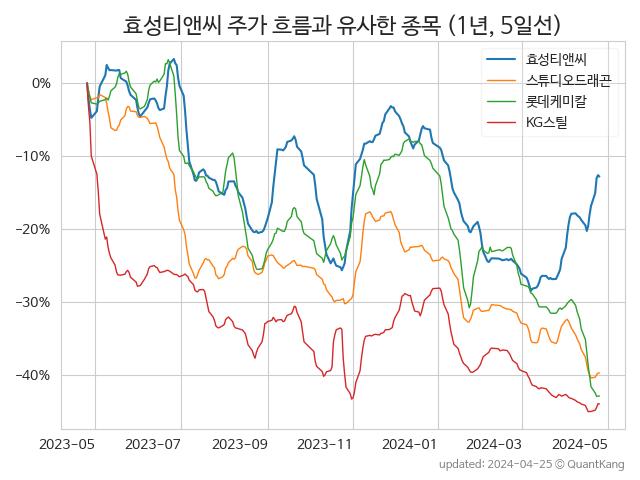 효성티앤씨 주가 흐름과 유사한 종목 (1년, 5일선)
효성티앤씨
스튜디오드래곤
롯데케미칼
KG스틸
0%
−10%
−20%
−30%
−40%
2023-05 2023-07 2023-09 2023-11 2024-01 2024-03 2024-05
updated: 2024-04-25 © QuantKang